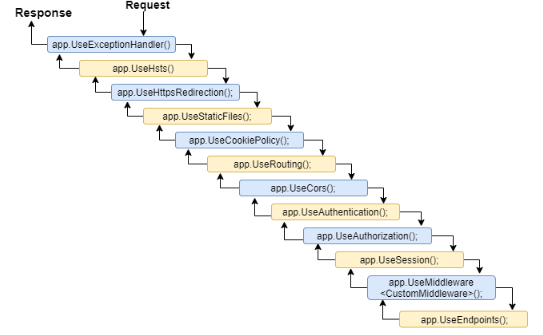 Request
Response
app.UseExceptionHandler()
app.UseHsts()
app.UseHttpsRedirection();
app.UseStaticFiles();
app.UseCookiePolicy();
app.UseRouting();
app.UseCors();
app.UseAuthentication();
app.UseAuthorization();
app.UseSession();
app.UseMiddleware
<CustomMiddleware>();
app.UseEndpoints();